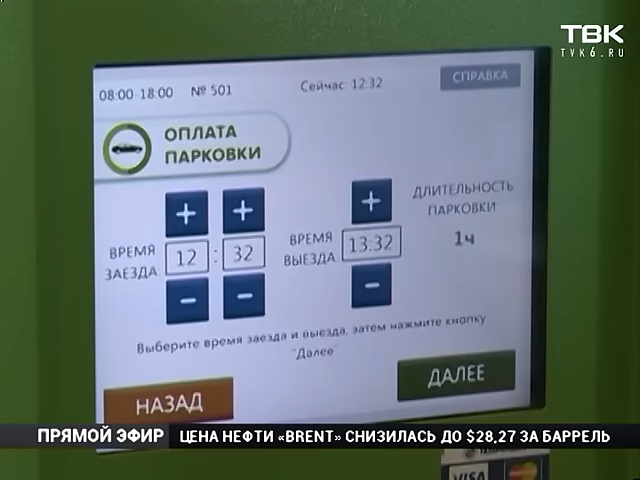 ТВК
TVK6.RU
08:00-18:00 № 501 Сейчас: 12:32 СПРАВКА
ОПЛАТА
ПАРКОВКИ
+ + +
ДЛИТЕЛЬНОСТЬ
ПАРКОВКИ
ВРЕМЯ
ЗАЕЗДА
12 : 32
ВРЕМЯ
ВЫЕЗДА
13:32
1ч
- - -
Выберите время заезда и выезда, затем нажмите кнопку
"Далее"
НАЗАД ДАЛЕЕ
ПРЯМОЙ ЭФИР ЦЕНА НЕФТИ «BRENT» СНИЗИЛАСЬ ДО $28,27 ЗА БАРРЕЛЬ
VISA